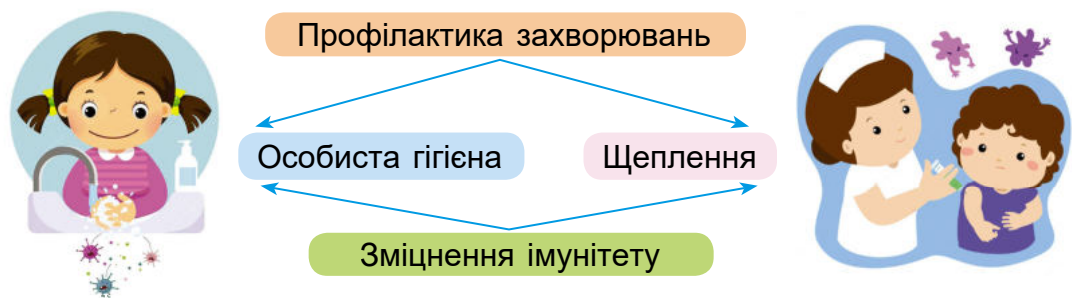 Профілактика захворювань
Особиста гігієна
Щеплення
Зміцнення імунітету